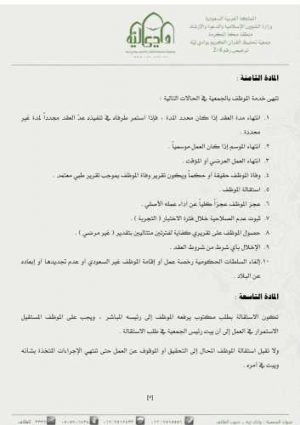 المملكة العربية السعودية
وزارة الشؤون الإسلامية والدعوة والإرشاد
منطقة مكة المكرمة
جمعية تحفيظ القرآن الكريم بوادي ليّة
وادي ليّة
المادة الثامنة :
تنتهي خدمة الموظف بالجمعية في الحالات التالية :
١. انتهاء مدة العقد إذا كان محدد المدة ، فإذا استمر طرفاه في تنفيذه عدّ العقد مجدداً لمدة غير
محددة .
٢. انتهاء الموسم إذا كان العمل موسمياً .
٣. انتهاء العمل العرضي أو المؤقت .
٤. وفاة الموظف حقيقة أو حكماً ويكون تقرير وفاة الموظف بموجب تقرير طبي معتمد .
٥. استقالة الموظف .
٦. عجز الموظف عجزاً كلياً عن أداء عمله الأصلي .
٧. ثبوت عدم الصلاحية خلال فترة الاختبار ( التجربة ) .
٨. حصول الموظف على تقريري كفاية لفترتين متتاليتين بتقدير ( غير مرضي ) .
٩. الإخلال بأي شرط من شروط العقد .
١٠. إلغاء السلطات الحكومية رخصة عمل أو إقامة الموظف غير السعودي أو عدم تجديدها أو إبعاده
عن البلاد .
المادة التاسعة :
تكون الاستقالة بطلب مكتوب يرفعه الموظف إلى رئيسه المباشر ، ويجب على الموظف المستقيل
الاستمرار في العمل إلى أن يبت رئيس الجمعية في طلب الاستقالة .
ولا تقبل استقالة الموظف المحال إلى التحقيق أو الموقوف عن العمل حتى تنتهي الإجراءات المتخذة بشأنه
ويبت في أمره .